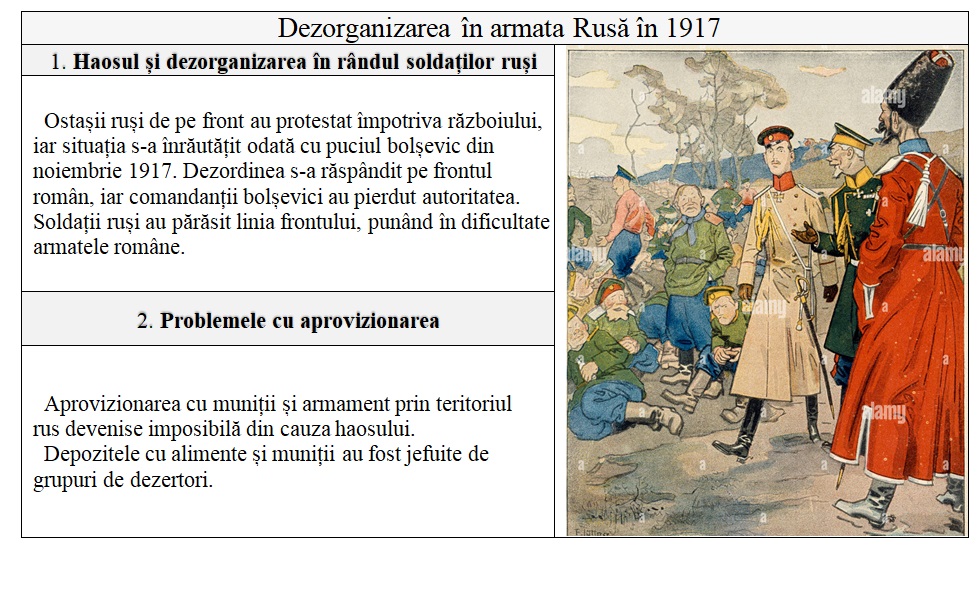 Dezorganizarea în armata Rusă în 1917
1. Haosul și dezorganizarea în rândul soldaților ruși
Ostașii ruși de pe front au protestat împotriva războiului,
iar situația s-a înrăutățit odată cu puciul bolșevic din
noiembrie 1917. Dezordinea s-a răspândit pe frontul
român, iar comandanții bolșevici au pierdut autoritatea.
Soldații ruși au părăsit linia frontului, punând în dificultate
armatele române.
2. Problemele cu aprovizionarea
Aprovizionarea cu muniții și armament prin teritoriul
rus devenise imposibilă din cauza haosului.
Depozitele cu alimente și muniții au fost jefuite de
grupuri de dezertori.
alamy
alamy
alamy
alamy
alamy
a
a
a
a
a
a
a